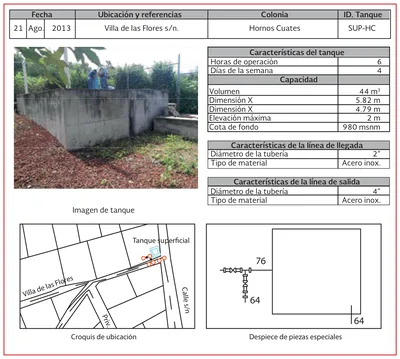 Fecha Ubicación y referencias Colonia ID. Tanque
21 Ago. 2013 Villa de las Flores s/n. Hornos Cuates SUP-HC
Características del tanque
Horas de operación 6
Días de la semana 4
Capacidad
Volumen 44 m³
Dimensión X 5.82 m
Dimensión X 4.79 m
Elevación máxima 2 m
Cota de fondo 980 msnm
Características de la línea de llegada
Diámetro de la tubería 2"
Tipo de material Acero inox.
Características de la línea de salida
Diámetro de la tubería 4"
Tipo de material Acero inox.
Imagen de tanque
Tanque superficial
Villa de las Flores
Priv.
Calle s/n
Croquis de ubicación
76
64
64
Despiece de piezas especiales